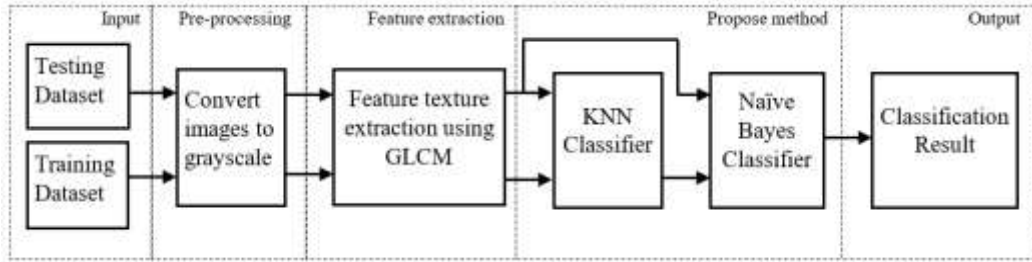 Input
Pre-processing
Feature extraction
Propose method
Output
Testing
Dataset
Training
Dataset
Convert
images to
grayscale
Feature texture
extraction using
GLCM
KNN
Classifier
Naïve
Bayes
Classifier
Classification
Result